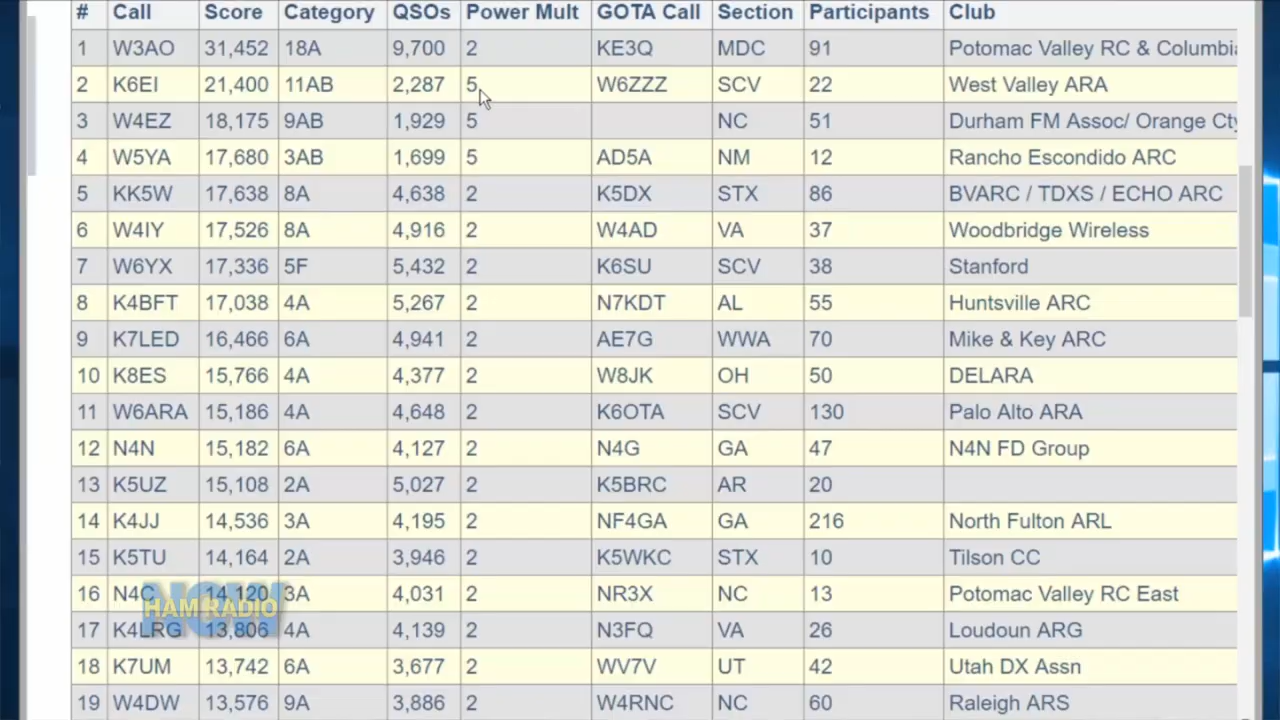 # Call Score Category QSOs Power Mult GOTA Call Section Participants Club
1 W3AO 31,452 18A 9,700 2 KE3Q MDC 91 Potomac Valley RC & Columbia
2 K6EI 21,400 11AB 2,287 5 W6ZZZ SCV 22 West Valley ARA
3 W4EZ 18,175 9AB 1,929 5 NC 51 Durham FM Assoc/ Orange Cty
4 W5YA 17,680 3AB 1,699 5 AD5A NM 12 Rancho Escondido ARC
5 KK5W 17,638 8A 4,638 2 K5DX STX 86 BVARC / TDXS / ECHO ARC
6 W4IY 17,526 8A 4,916 2 W4AD VA 37 Woodbridge Wireless
7 W6YX 17,336 5F 5,432 2 K6SU SCV 38 Stanford
8 K4BFT 17,038 4A 5,267 2 N7KDT AL 55 Huntsville ARC
9 K7LED 16,466 6A 4,941 2 AE7G WWA 70 Mike & Key ARC
10 K8ES 15,766 4A 4,377 2 W8JK OH 50 DELARA
11 W6ARA 15,186 4A 4,648 2 K6OTA SCV 130 Palo Alto ARA
12 N4N 15,182 6A 4,127 2 N4G GA 47 N4N FD Group
13 K5UZ 15,108 2A 5,027 2 K5BRC AR 20
14 K4JJ 14,536 3A 4,195 2 NF4GA GA 216 North Fulton ARL
15 K5TU 14,164 2A 3,946 2 K5WKC STX 10 Tilson CC
16 N4C 14,120 3A 4,031 2 NR3X NC 13 Potomac Valley RC East
17 K4LRG 13,806 4A 4,139 2 N3FQ VA 26 Loudoun ARG
18 K7UM 13,742 6A 3,677 2 WV7V UT 42 Utah DX Assn
19 W4DW 13,576 9A 3,886 2 W4RNC NC 60 Raleigh ARS
HAM RADIO
NOW